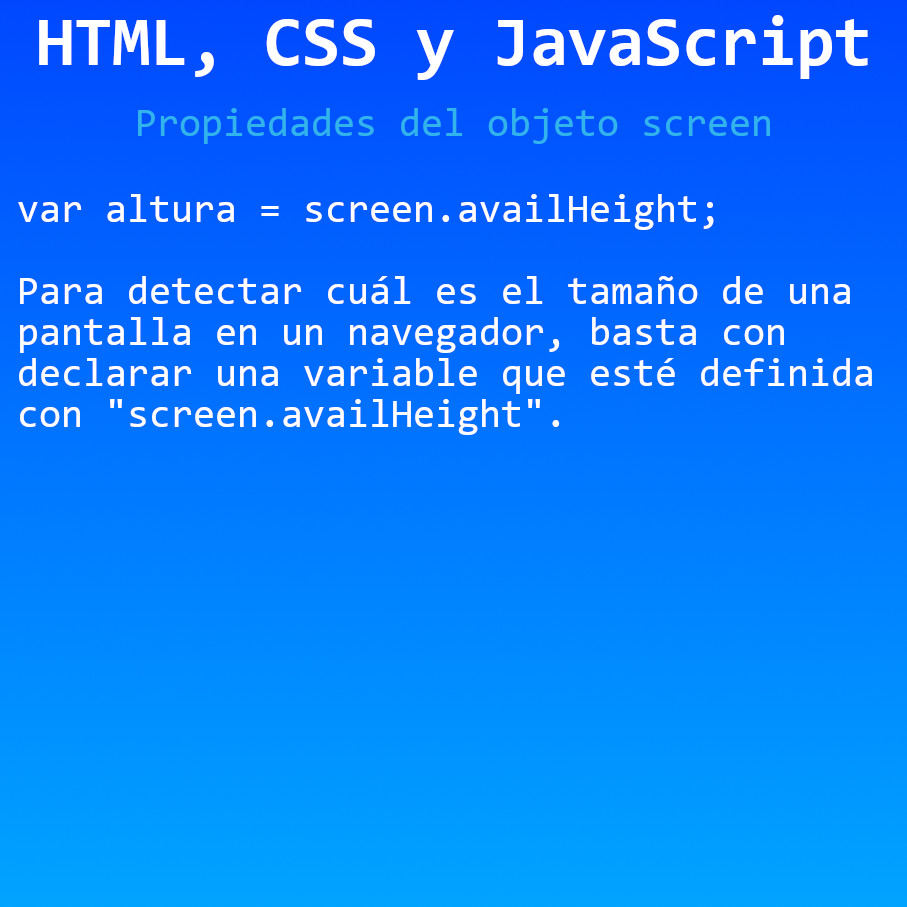 HTML, CSS y JavaScript
Propiedades del objeto screen
var altura = screen.availHeight;
Para detectar cuál es el tamaño de una
pantalla en un navegador, basta con
declarar una variable que esté definida
con "screen.availHeight".